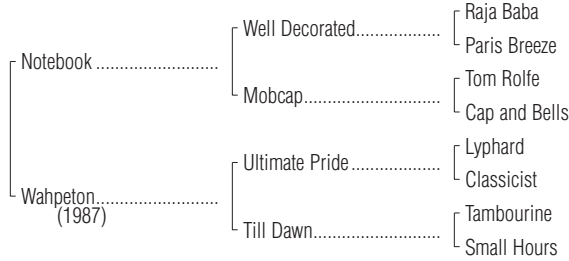 Raja Baba
Well Decorated
Paris Breeze
Notebook
Tom Rolfe
Mobcap
Cap and Bells
Lyphard
Ultimate Pride
Classicist
Wahpeton
(1987)
Tambourine
Till Dawn
Small Hours